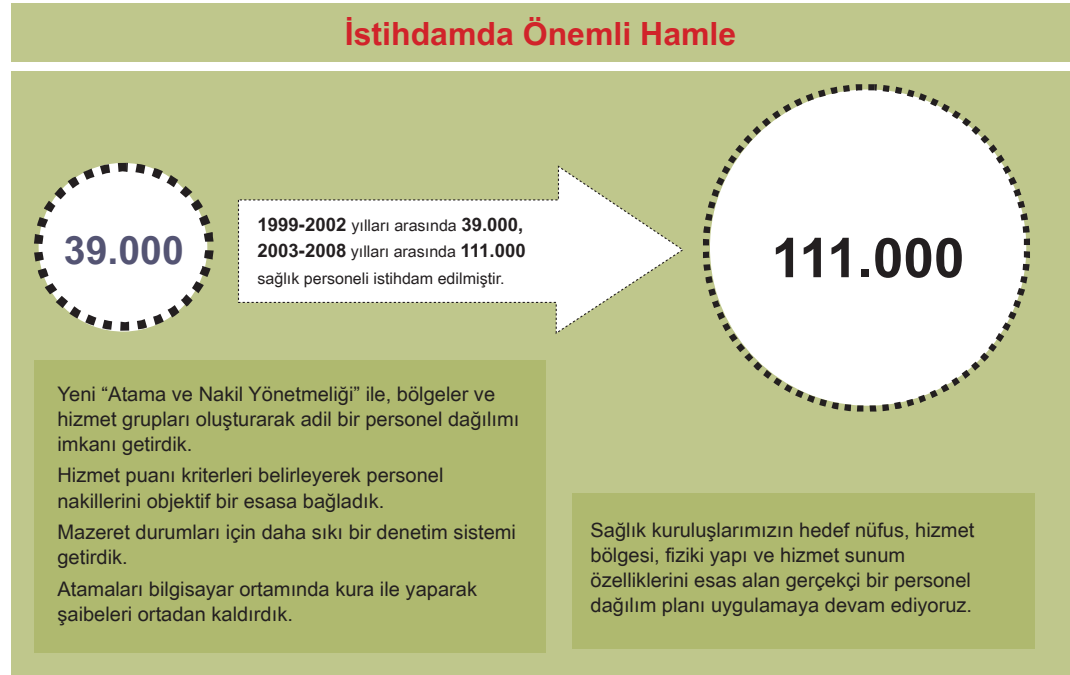 İstihdamda Önemli Hamle
39.000
1999-2002 yılları arasında 39.000,
2003-2008 yılları arasında 111.000
sağlık personeli istihdam edilmiştir.
111.000
Yeni “Atama ve Nakil Yönetmeliği” ile, bölgeler ve
hizmet grupları oluşturarak adil bir personel dağılımı
imkanı getirdik.
Hizmet puanı kriterleri belirleyerek personel
nakillerini objektif bir esasa bağladık.
Mazeret durumları için daha sıkı bir denetim sistemi
getirdik.
Atamaları bilgisayar ortamında kura ile yaparak
şaibeleri ortadan kaldırdık.
Sağlık kuruluşlarımızın hedef nüfus, hizmet
bölgesi, fiziki yapı ve hizmet sunum
özelliklerini esas alan gerçekçi bir personel
dağılım planı uygulamaya devam ediyoruz.